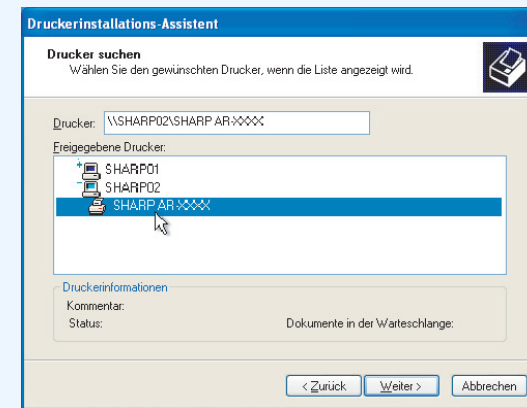 Druckerinstallations-Assistent
Drucker suchen
Wählen Sie den gewünschten Drucker, wenn die Liste angezeigt wird.
Drucker: \\SHARP02\SHARP AR-XXXX
Freigegebene Drucker:
SHARP01
SHARP02
SHARP AR-XXXX
Druckerinformationen
Kommentar:
Status: Dokumente in der Warteschlange:
< Zurück Weiter > Abbrechen